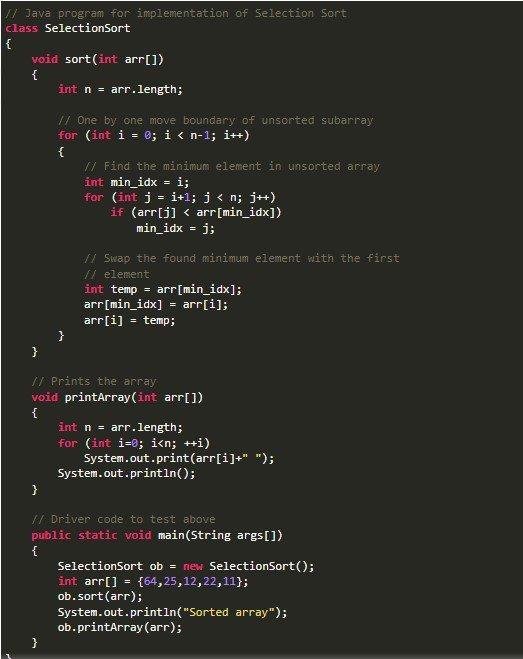 // Java program for implementation of Selection Sort
class SelectionSort
{
    void sort(int arr[])
    {
        int n = arr.length;

        // One by one move boundary of unsorted subarray
        for (int i = 0; i < n-1; i++)
        {
            // Find the minimum element in unsorted array
            int min_idx = i;
            for (int j = i+1; j < n; j++)
                if (arr[j] < arr[min_idx])
                    min_idx = j;

            // Swap the found minimum element with the first
            // element
            int temp = arr[min_idx];
            arr[min_idx] = arr[i];
            arr[i] = temp;
        }
    }

    // Prints the array
    void printArray(int arr[])
    {
        int n = arr.length;
        for (int i=0; i<n; ++i)
            System.out.print(arr[i]+" ");
        System.out.println();
    }

    // Driver code to test above
    public static void main(String args[])
    {
        SelectionSort ob = new SelectionSort();
        int arr[] = {64,25,12,22,11};
        ob.sort(arr);
        System.out.println("Sorted array");
        ob.printArray(arr);
    }
}